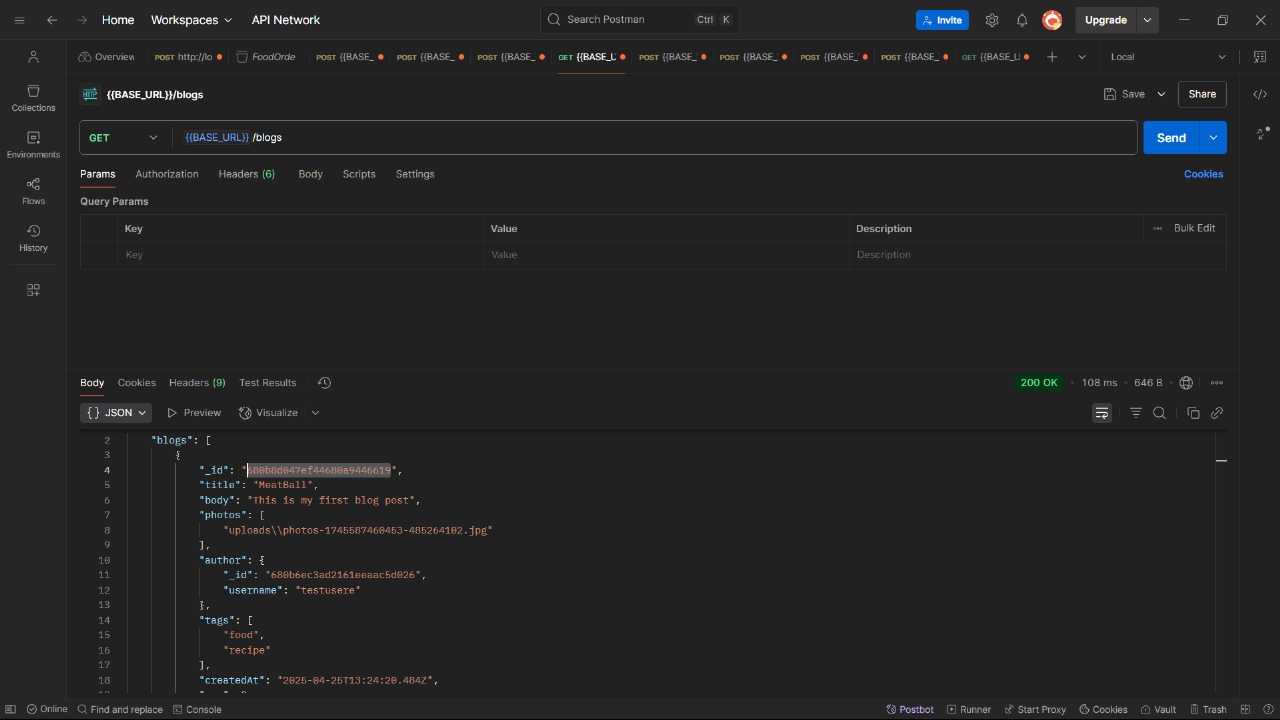 Home Workspaces API Network Search Postman Ctrl K Invite Upgrade
Overview POST http://lo FoodOrde POST {{BASE_ POST {{BASE_ POST {{BASE_ GET {{BASE_U POST {{BASE_ POST {{BASE_ POST {{BASE_ POST {{BASE_ GET {{BASE_U Local
Collections
Environments
Flows
History
HTTP {{BASE_URL}}/blogs Save Share
GET {{BASE_URL}} /blogs Send
Params Authorization Headers (6) Body Scripts Settings Cookies
Query Params
Key Value Description Bulk Edit
Key Value Description
Body Cookies Headers (9) Test Results 200 OK 108 ms 646 B
{} JSON Preview Visualize
2 "blogs": [
3 {
4 "_id": "680b8d047ef44680a9446619",
5 "title": "MeatBall",
6 "body": "This is my first blog post",
7 "photos": [
8 "uploads\\photos-1745587460453-485264102.jpg"
9 ],
10 "author": {
11 "_id": "680b6ec3ad2161eeaac5d026",
12 "username": "testusere"
13 },
14 "tags": [
15 "food",
16 "recipe"
17 ],
18 "createdAt": "2025-04-25T13:24:20.484Z",
Online Find and replace Console Postbot Runner Start Proxy Cookies Vault Trash